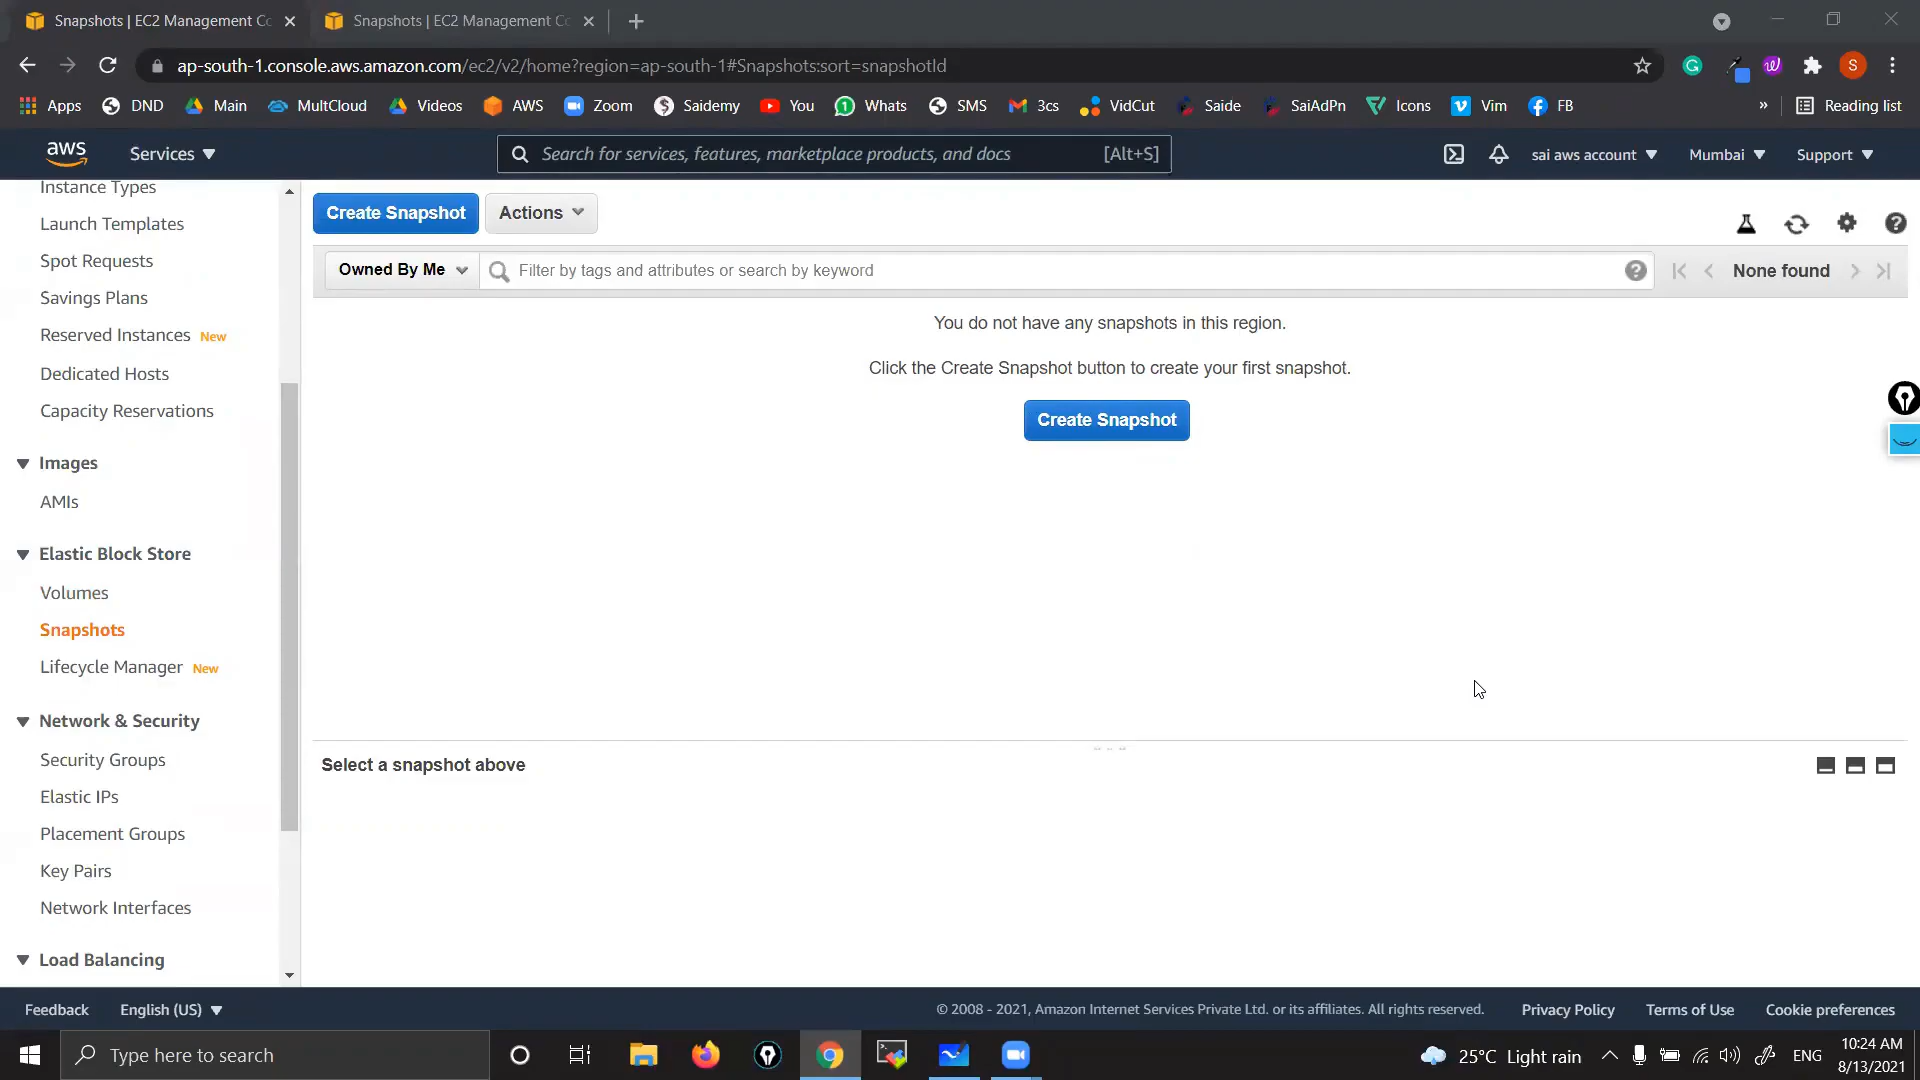 Snapshots | EC2 Management Co
Snapshots | EC2 Management Co
ap-south-1.console.aws.amazon.com/ec2/v2/home?region=ap-south-1#Snapshots:sort=snapshotId
S
Apps DND Main MultCloud Videos AWS Zoom Saidemy You Whats SMS 3cs VidCut Saide SaiAdPn Icons Vim FB » Reading list
aws Services Search for services, features, marketplace products, and docs [Alt+S] sai aws account Mumbai Support
Instance Types
Launch Templates
Spot Requests
Savings Plans
Reserved Instances New
Dedicated Hosts
Capacity Reservations
Images
AMIs
Elastic Block Store
Volumes
Snapshots
Lifecycle Manager New
Network & Security
Security Groups
Elastic IPs
Placement Groups
Key Pairs
Network Interfaces
Load Balancing
Create Snapshot Actions
Owned By Me Filter by tags and attributes or search by keyword None found
You do not have any snapshots in this region.
Click the Create Snapshot button to create your first snapshot.
Create Snapshot
Select a snapshot above
Feedback English (US) © 2008 - 2021, Amazon Internet Services Private Ltd. or its affiliates. All rights reserved. Privacy Policy Terms of Use Cookie preferences
Type here to search 25°C Light rain ENG 10:24 AM
8/13/2021